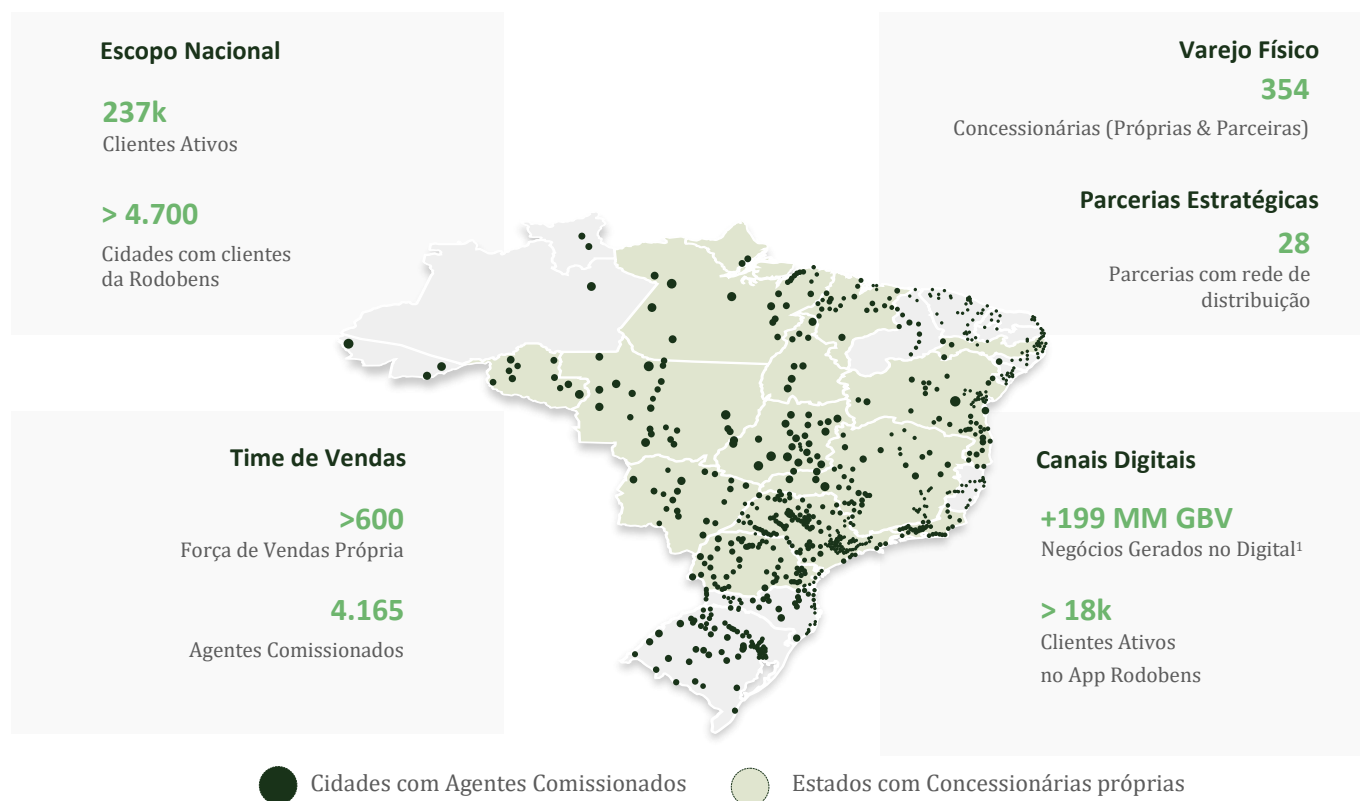 Escopo Nacional
237k
Clientes Ativos
> 4.700
Cidades com clientes
da Rodobens
Varejo Físico
354
Concessionárias (Próprias & Parceiras)
Parcerias Estratégicas
28
Parcerias com rede de
distribuição
Time de Vendas
>600
Força de Vendas Própria
4.165
Agentes Comissionados
Canais Digitais
+199 MM GBV
Negócios Gerados no Digital¹
> 18k
Clientes Ativos
no App Rodobens
Cidades com Agentes Comissionados
Estados com Concessionárias próprias